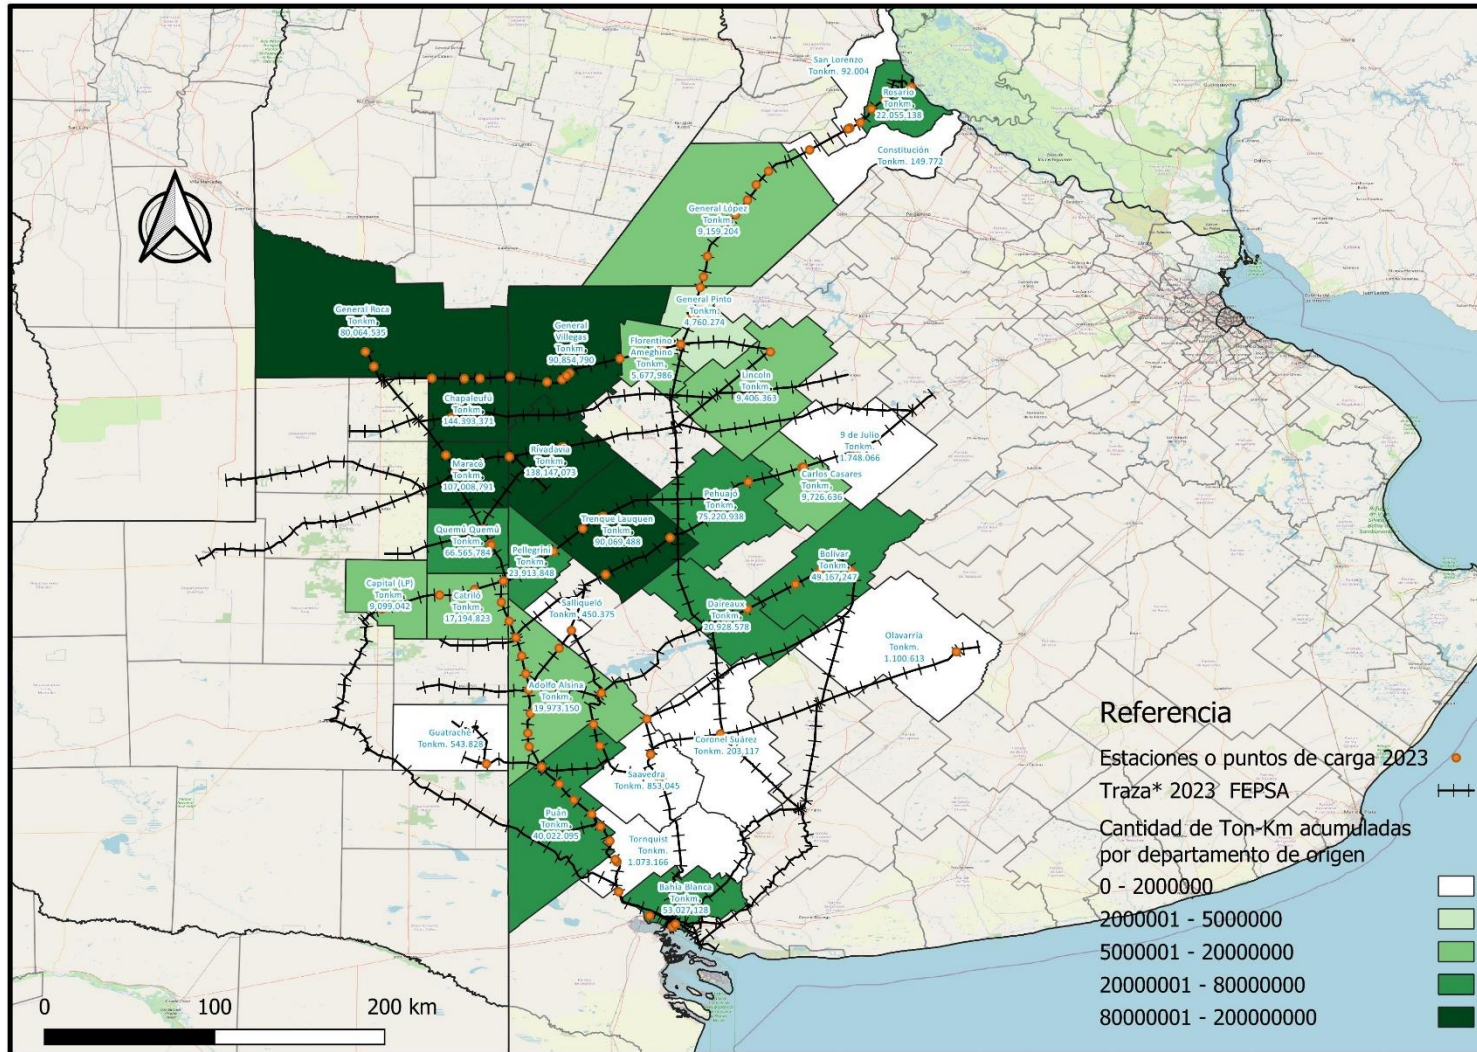 San Lorenzo
Tonkm. 92.004
Rosario
Tonkm.
22.055.138
Constitución
Tonkm. 149.772
General López
Tonkm.
9.159.204
General Pinto
Tonkm.
4.760.274
General Roca
Tonkm.
80.064.535
General
Villegas
Tonkm.
90.854.790
Florentino
Ameghino
Tonkm.
5.677.986
Lincoln
Tonkm.
9.406.363
Chapaleufú
Tonkm.
144.393.371
9 de Julio
Tonkm.
1.748.066
Rivadavia
Tonkm.
138.147.073
Maracó
Tonkm.
107.008.791
Carlos Casares
Tonkm.
9.726.636
Pehuajó
Tonkm.
75.220.938
Trenque Lauquen
Tonkm.
90.069.488
Quemú Quemú
Tonkm.
66.565.784
Pellegrini
Tonkm.
23.913.848
Bolívar
Tonkm.
49.167.247
Capital (LP)
Tonkm.
9.099.042
Catriló
Tonkm.
17.194.823
Salliqueló
Tonkm. 450.375
Daireaux
Tonkm.
20.928.578
Olavarría
Tonkm.
1.100.613
Adolfo Alsina
Tonkm.
19.973.150
Guatraché
Tonkm. 543.828
Coronel Suárez
Tonkm. 203.117
Saavedra
Tonkm. 853.045
Puán
Tonkm.
40.022.095
Tornquist
Tonkm.
1.073.166
Bahía Blanca
Tonkm.
53.027.128
Referencia
Estaciones o puntos de carga 2023
Traza* 2023 FEPSA
Cantidad de Ton-Km acumuladas
por departamento de origen
0 - 2000000
2000001 - 5000000
5000001 - 20000000
20000001 - 80000000
80000001 - 200000000
0 100 200 km